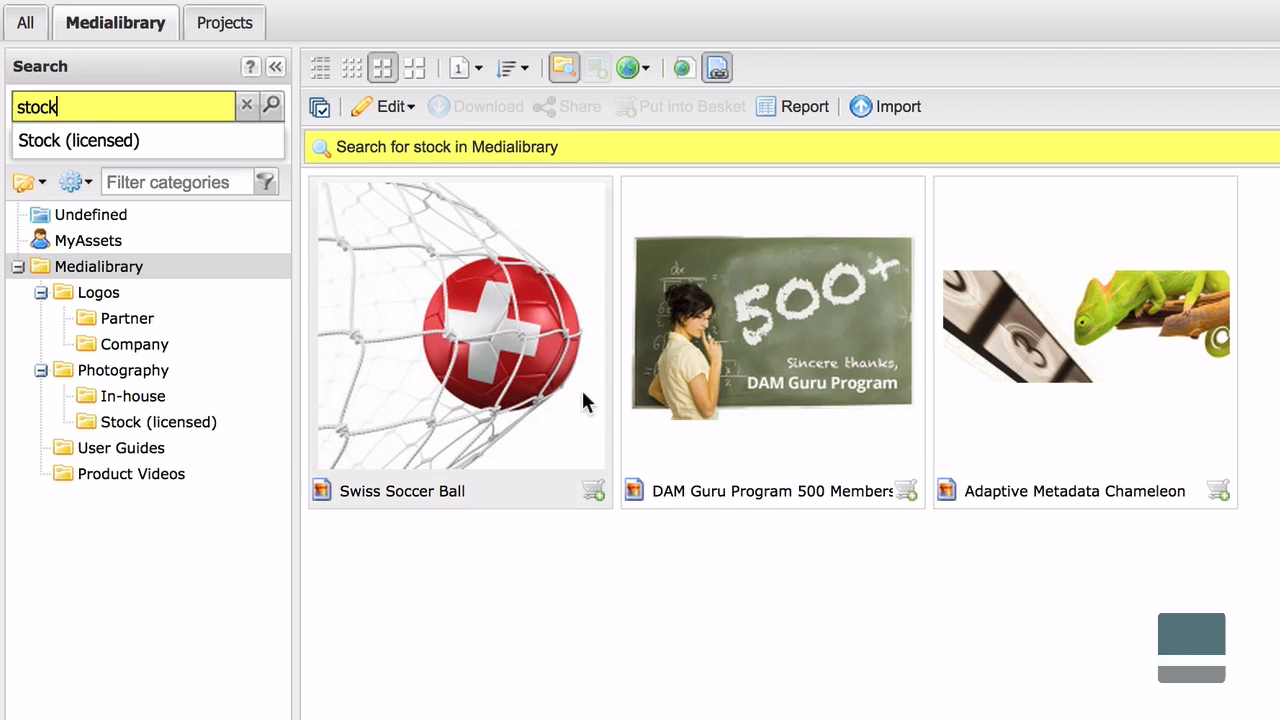 All
Medialibrary
Projects
Search
?
stock
Stock (licensed)
Filter categories
Undefined
MyAssets
Medialibrary
Logos
Partner
Company
Photography
In-house
Stock (licensed)
User Guides
Product Videos
1
Edit
Download
Share
Put into Basket
Report
Import
Search for stock in Medialibrary
500+
Sincere thanks,
DAM Guru Program
3
Swiss Soccer Ball
DAM Guru Program 500 Members
Adaptive Metadata Chameleon